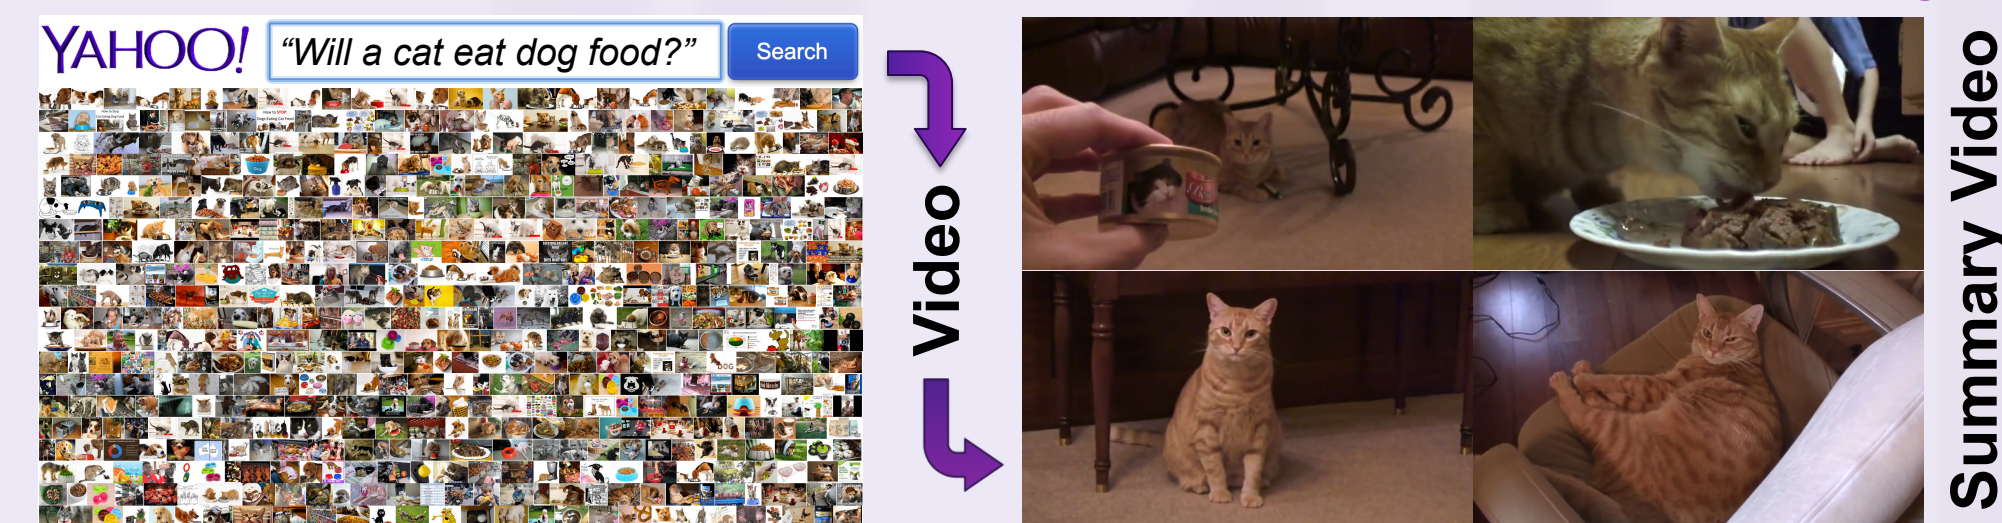 YAHOO!
“Will a cat eat dog food?”
Search
Video
Summary Video